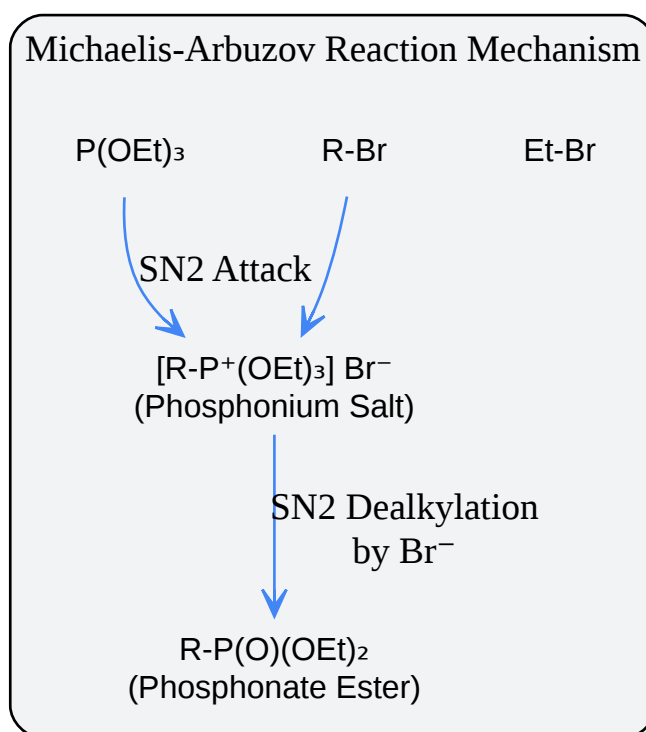 Michaelis-Arbuzov Reaction Mechanism
P(OEt)₃ R-Br Et-Br
SN2 Attack
[R-P⁺(OEt)₃] Br⁻
(Phosphonium Salt)
SN2 Dealkylation
by Br⁻
R-P(O)(OEt)₂
(Phosphonate Ester)